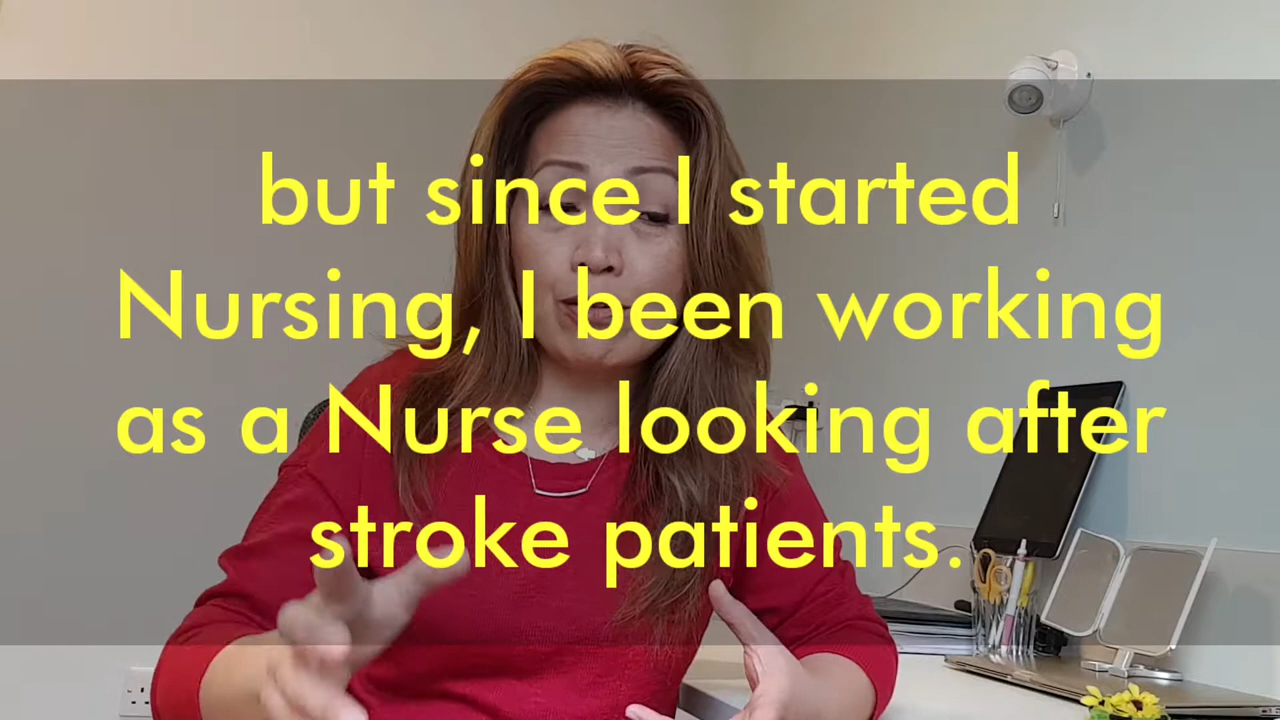 but since I started
Nursing, I been working
as a Nurse looking after
stroke patients.